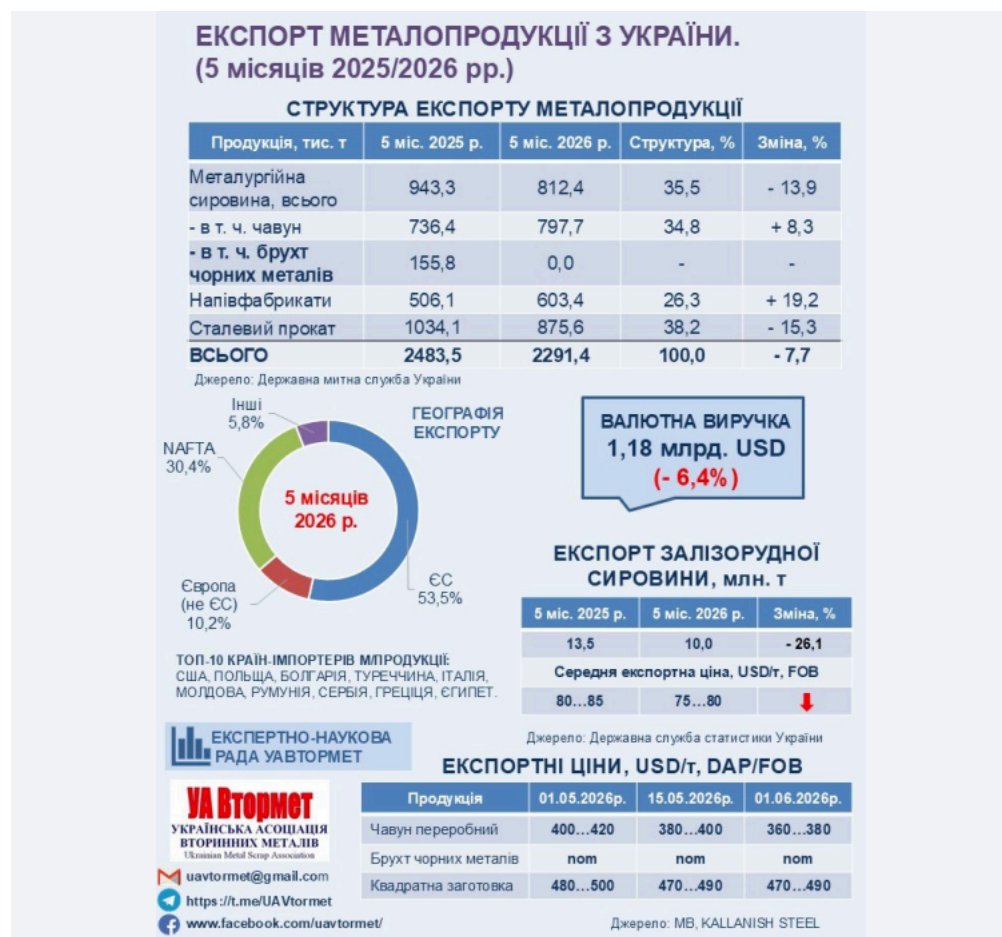 ЕКСПОРТ МЕТАЛОПРОДУКЦІЇ З УКРАЇНИ.
(5 місяців 2025/2026 рр.)
СТРУКТУРА ЕКСПОРТУ МЕТАЛОПРОДУКЦІЇ
Продукція, тис. т 5 міс. 2025 р. 5 міс. 2026 р. Структура, % Зміна, %
Металургійна
сировина, всього 943,3 812,4 35,5 - 13,9
- в т. ч. чавун 736,4 797,7 34,8 + 8,3
- в т. ч. брухт
чорних металів 155,8 0,0 - -
Напівфабрикати 506,1 603,4 26,3 + 19,2
Сталевий прокат 1034,1 875,6 38,2 - 15,3
ВСЬОГО 2483,5 2291,4 100,0 - 7,7
Джерело: Державна митна служба України
ГЕОГРАФІЯ
ЕКСПОРТУ
Інші
5,8%
NAFTA
30,4%
5 місяців
2026 р.
ЄС
53,5%
Європа
(не ЄС)
10,2%
ВАЛЮТНА ВИРУЧКА
1,18 млрд. USD
(- 6,4%)
ТОП-10 КРАЇН-ІМПОРТЕРІВ М/ПРОДУКЦІЇ:
США, ПОЛЬЩА, БОЛГАРІЯ, ТУРЕЧЧИНА, ІТАЛІЯ,
МОЛДОВА, РУМУНІЯ, СЕРБІЯ, ГРЕЦІЦЯ, ЄГИПЕТ.
ЕКСПОРТ ЗАЛІЗОРУДНОЇ
СИРОВИНИ, млн. т
5 міс. 2025 р. 5 міс. 2026 р. Зміна, %
13,5 10,0 - 26,1
Середня експортна ціна, USD/т, FOB
80...85 75...80
Джерело: Державна служба статистики України
ЕКСПЕРТНО-НАУКОВА
РАДА УАВТОРМЕТ
УА Втормет
УКРАЇНСЬКА АСОЦІАЦІЯ
ВТОРИННИХ МЕТАЛІВ
Ukrainian Metal Scrap Association
uavtormet@gmail.com
https://t.me/UAVtormet
www.facebook.com/uavtormet/
ЕКСПОРТНІ ЦІНИ, USD/т, DAP/FOB
Продукція 01.05.2026р. 15.05.2026р. 01.06.2026р.
Чавун переробний 400...420 380...400 360...380
Брухт чорних металів nom nom nom
Квадратна заготовка 480...500 470...490 470...490
Джерело: MB, KALLANISH STEEL